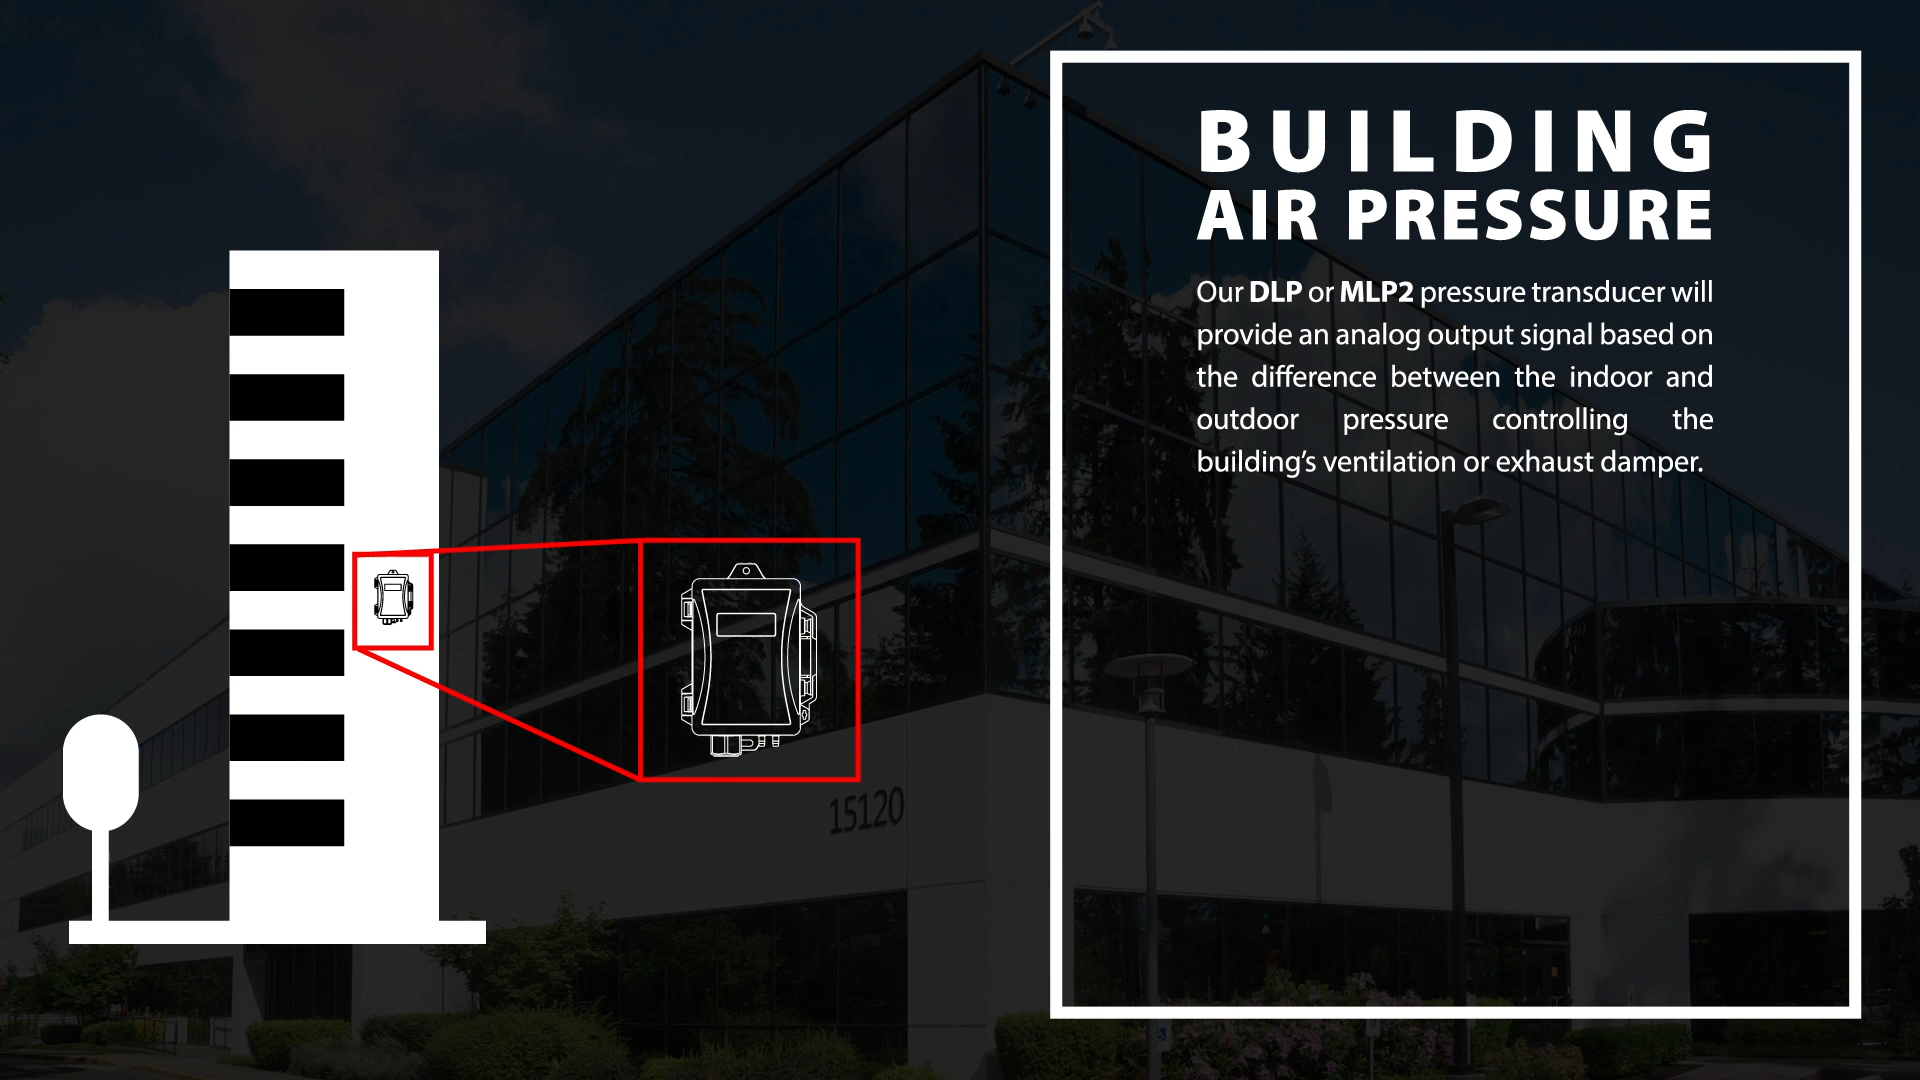 BUILDING
AIR PRESSURE
Our DLP or MLP2 pressure transducer will
provide an analog output signal based on
the difference between the indoor and
outdoor pressure controlling the
building’s ventilation or exhaust damper.
15120